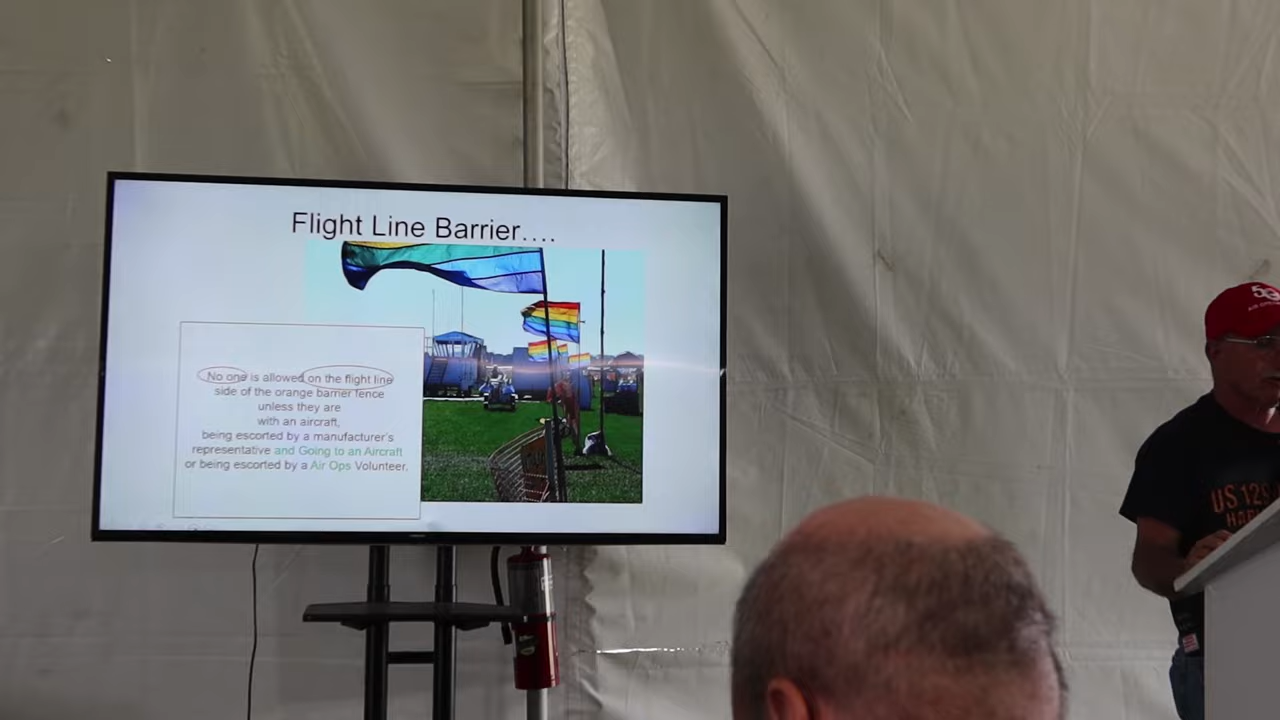 Flight Line Barrier....
No one is allowed on the flight line
side of the orange barrier fence
unless they are
with an aircraft,
being escorted by a manufacturer's
representative and Going to an Aircraft
or being escorted by a Air Ops Volunteer.
US 129